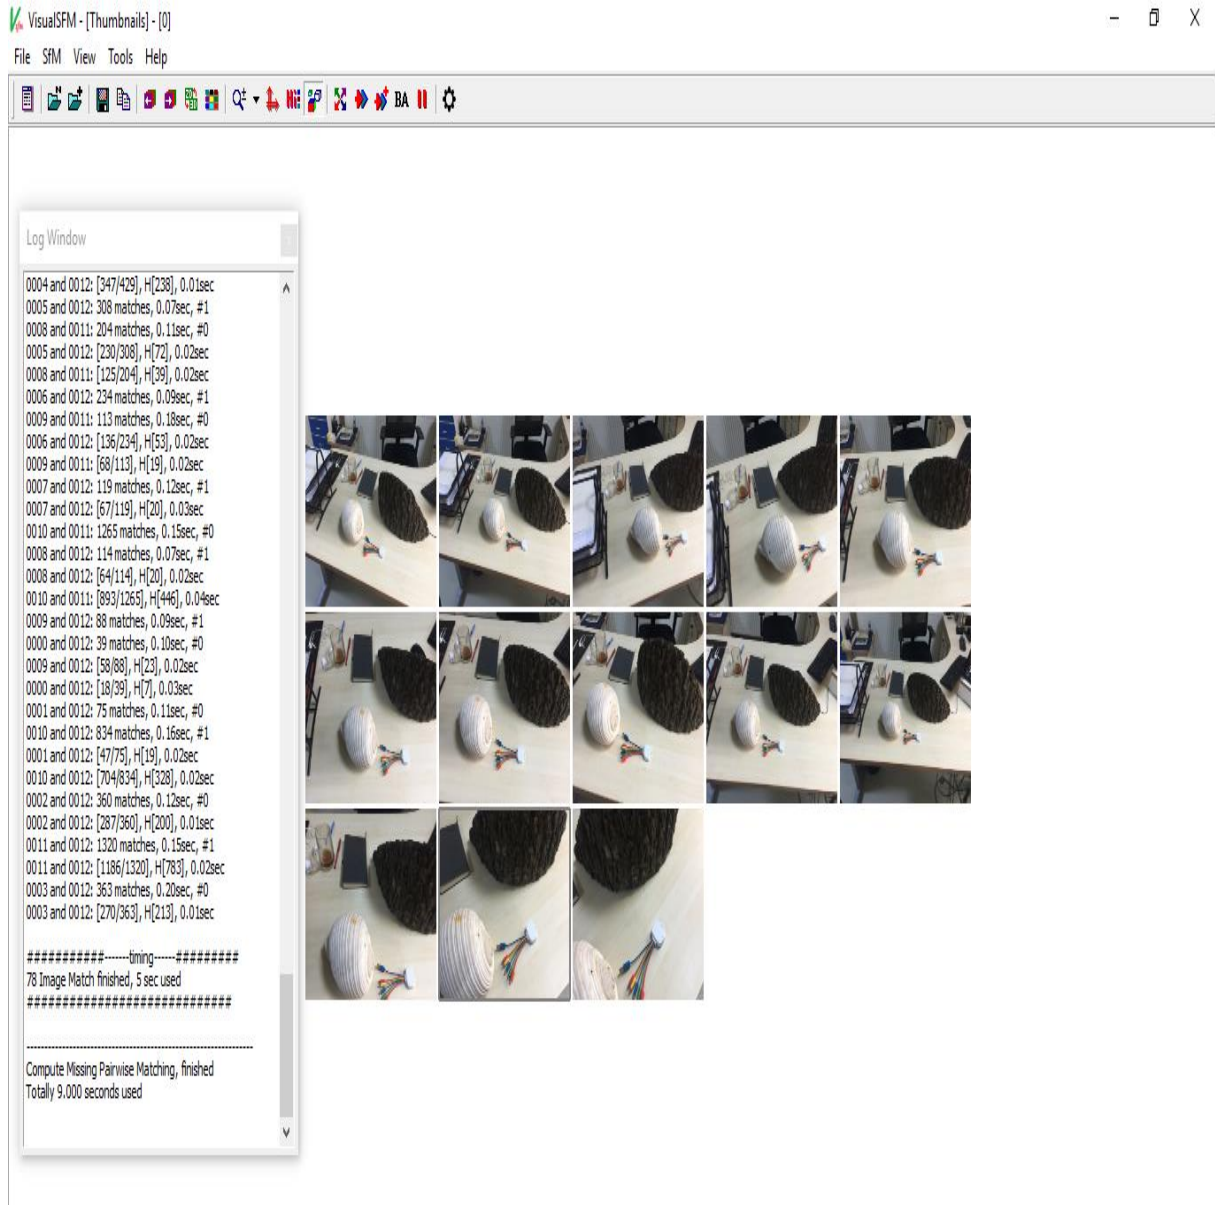 VisualSFM - [Thumbnails] - [0]
File SfM View Tools Help
BA
Log Window
0004 and 0012: [347/429], H[238], 0.01sec
0005 and 0012: 308 matches, 0.07sec, #1
0008 and 0011: 204 matches, 0.11sec, #0
0005 and 0012: [230/308], H[72], 0.02sec
0008 and 0011: [125/204], H[39], 0.02sec
0006 and 0012: 234 matches, 0.09sec, #1
0009 and 0011: 113 matches, 0.18sec, #0
0006 and 0012: [136/234], H[53], 0.02sec
0009 and 0011: [68/113], H[19], 0.02sec
0007 and 0012: 119 matches, 0.12sec, #1
0007 and 0012: [67/119], H[20], 0.03sec
0010 and 0011: 1265 matches, 0.15sec, #0
0008 and 0012: 114 matches, 0.07sec, #1
0008 and 0012: [64/114], H[20], 0.02sec
0010 and 0011: [893/1265], H[446], 0.04sec
0009 and 0012: 88 matches, 0.09sec, #1
0000 and 0012: 39 matches, 0.10sec, #0
0009 and 0012: [58/88], H[23], 0.02sec
0000 and 0012: [18/39], H[7], 0.03sec
0001 and 0012: 75 matches, 0.11sec, #0
0010 and 0012: 834 matches, 0.16sec, #1
0001 and 0012: [47/75], H[19], 0.02sec
0010 and 0012: [704/834], H[328], 0.02sec
0002 and 0012: 360 matches, 0.12sec, #0
0002 and 0012: [287/360], H[200], 0.01sec
0011 and 0012: 1320 matches, 0.15sec, #1
0011 and 0012: [1186/1320], H[783], 0.02sec
0003 and 0012: 363 matches, 0.20sec, #0
0003 and 0012: [270/363], H[213], 0.01sec
###########------timing------#########
78 Image Match finished, 5 sec used
#############################
----------------------------------------------------------------
Compute Missing Pairwise Matching, finished
Totally 9.000 seconds used